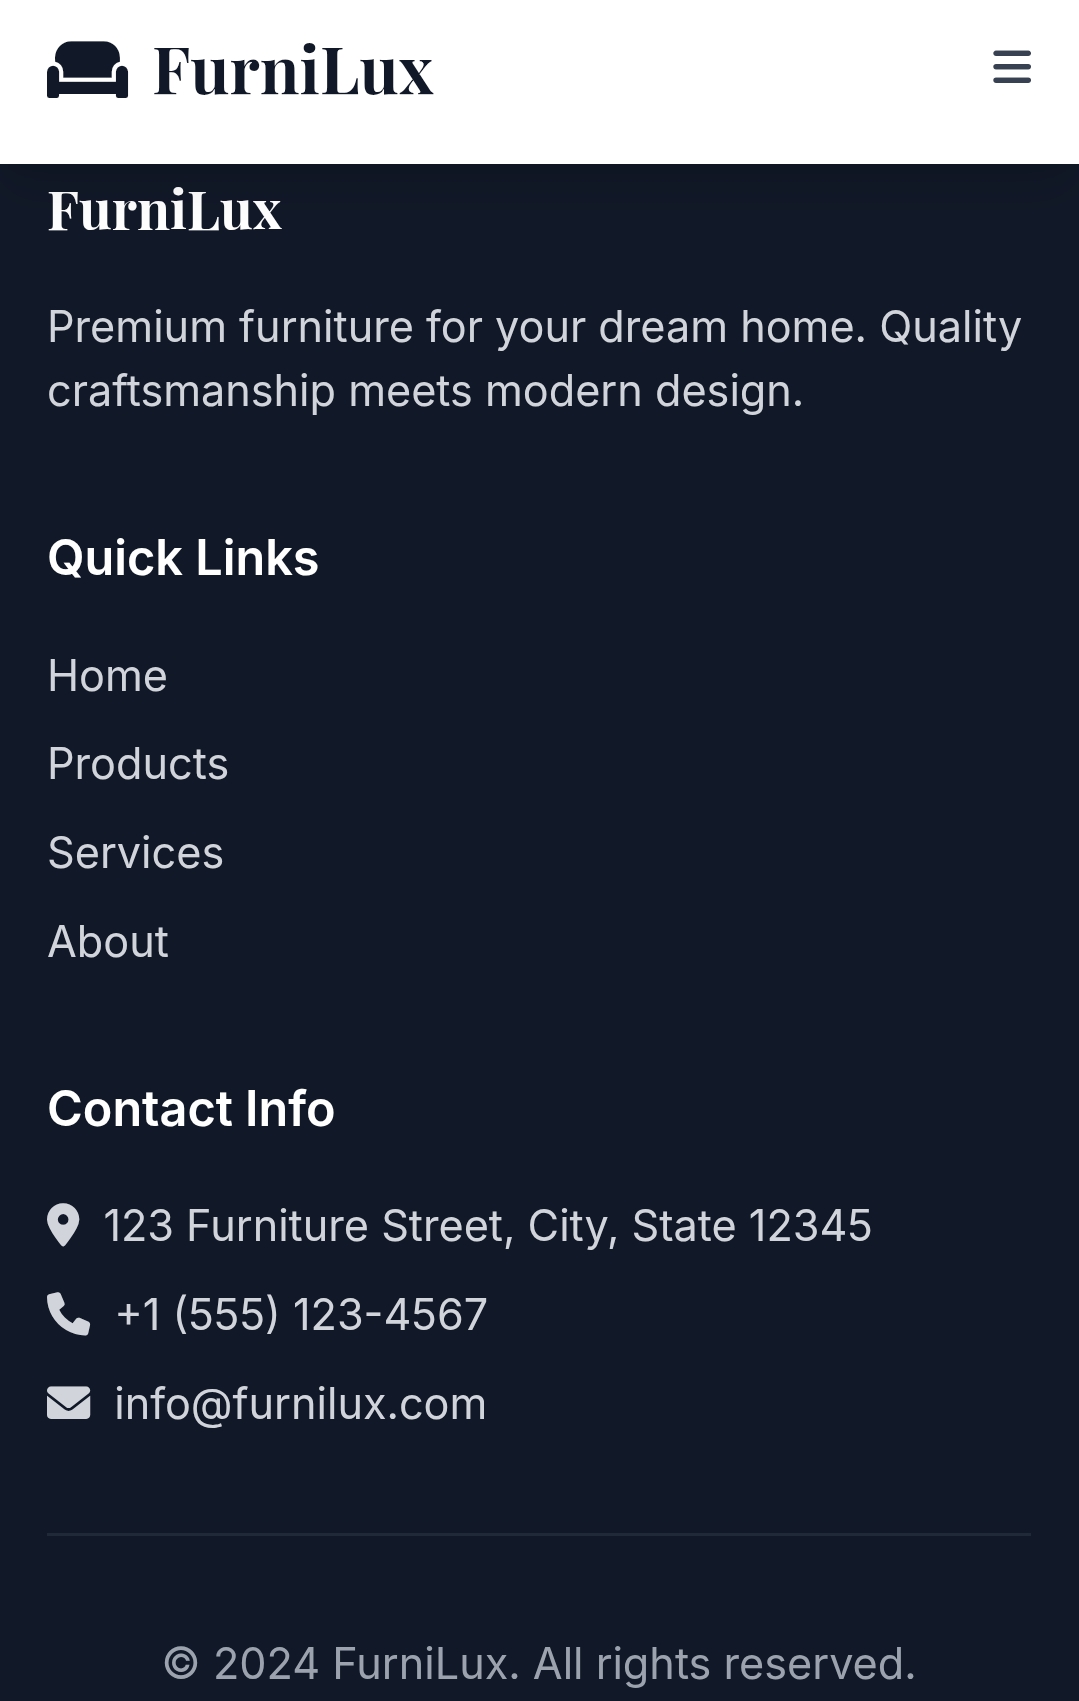 FurniLux
FurniLux
Premium furniture for your dream home. Quality
craftsmanship meets modern design.
Quick Links
Home
Products
Services
About
Contact Info
123 Furniture Street, City, State 12345
+1 (555) 123-4567
info@furnilux.com
© 2024 FurniLux. All rights reserved.